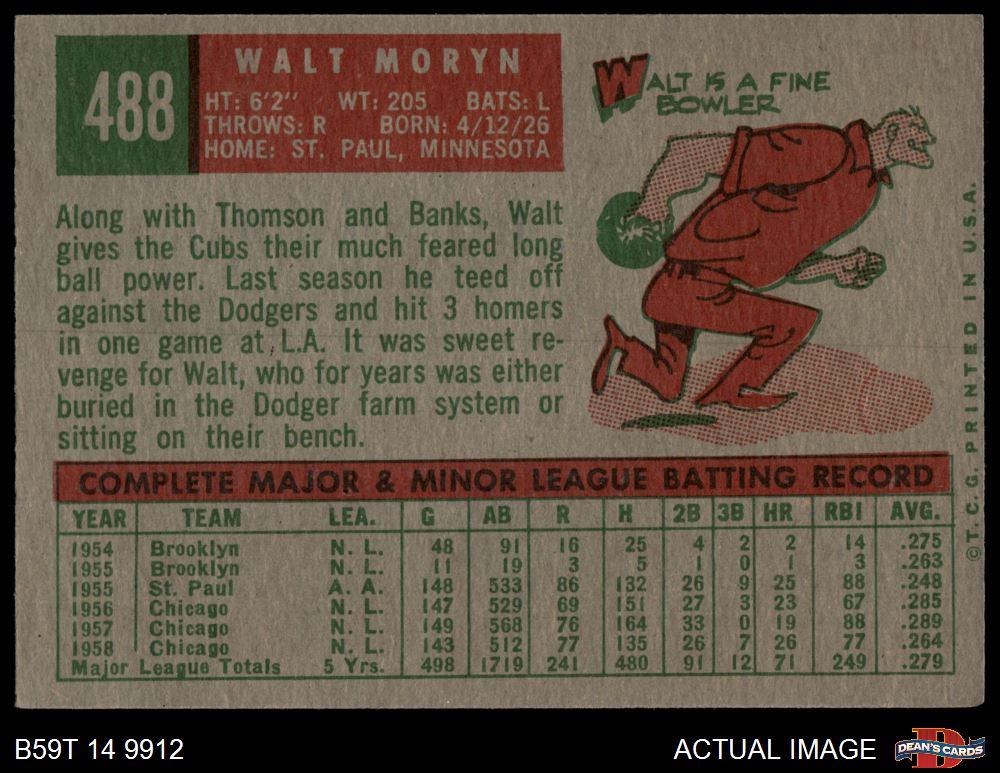 488
WALT MORYN
HT: 6'2" WT: 205 BATS: L
THROWS: R BORN: 4/12/26
HOME: ST. PAUL, MINNESOTA
WALT IS A FINE
BOWLER
Along with Thomson and Banks, Walt
gives the Cubs their much feared long
ball power. Last season he teed off
against the Dodgers and hit 3 homers
in one game at L.A. It was sweet re-
venge for Walt, who for years was either
buried in the Dodger farm system or
sitting on their bench.
COMPLETE MAJOR & MINOR LEAGUE BATTING RECORD
YEAR TEAM LEA. G AB R H 2B 3B HR RBI AVG.
1954 Brooklyn N. L. 48 91 16 25 4 2 2 14 .275
1955 Brooklyn N. L. 11 19 3 5 1 0 1 3 .263
1955 St. Paul A. A. 148 533 86 132 26 9 25 88 .248
1956 Chicago N. L. 147 529 69 151 27 3 23 67 .285
1957 Chicago N. L. 149 568 76 164 33 0 19 88 .289
1958 Chicago N. L. 143 512 77 135 26 7 26 77 .264
Major League Totals 5 Yrs. 498 1719 241 480 91 12 71 249 .279
© T. C. G. PRINTED IN U.S.A.
B59T 14 9912
ACTUAL IMAGE
D
DEAN'S CARDS